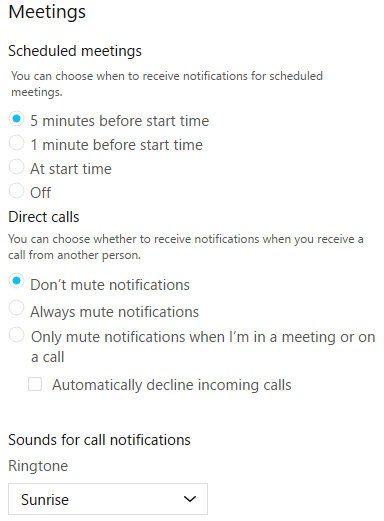 Meetings
Scheduled meetings
You can choose when to receive notifications for scheduled
meetings.
5 minutes before start time
1 minute before start time
At start time
Off
Direct calls
You can choose whether to receive notifications when you receive a
call from another person.
Don't mute notifications
Always mute notifications
Only mute notifications when I'm in a meeting or on
a call
Automatically decline incoming calls
Sounds for call notifications
Ringtone
Sunrise